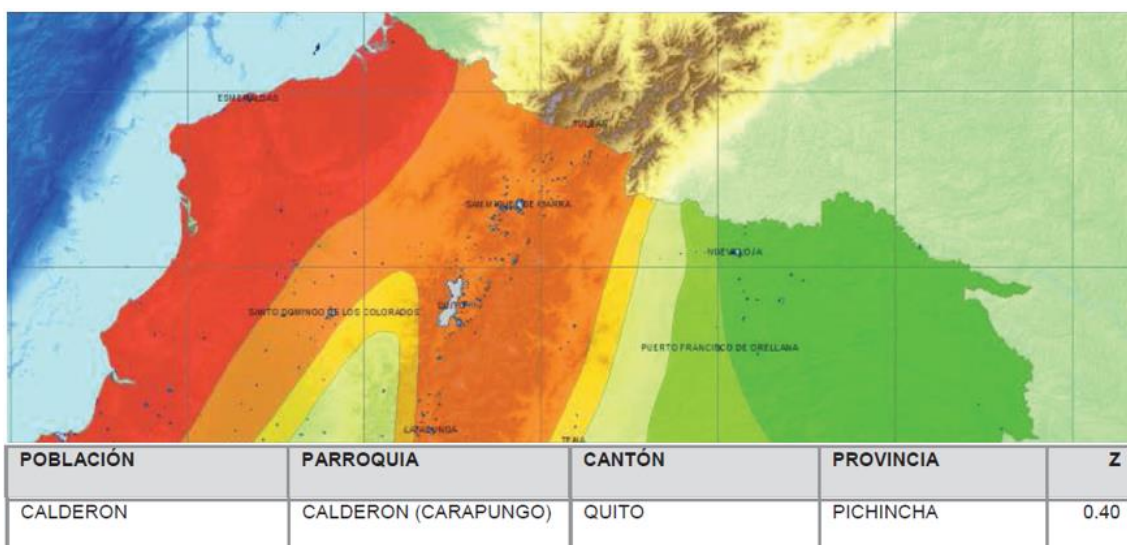 ESMERALDAS
TULCAN
SAN MIGUEL DE IBARRA
NUEVA LOJA
QUITO
SANTO DOMINGO DE LOS COLORADOS
PUERTO FRANCISCO DE ORELLANA
LATACUNGA
TENA
POBLACIÓN PARROQUIA CANTÓN PROVINCIA Z
CALDERON CALDERON (CARAPUNGO) QUITO PICHINCHA 0.40